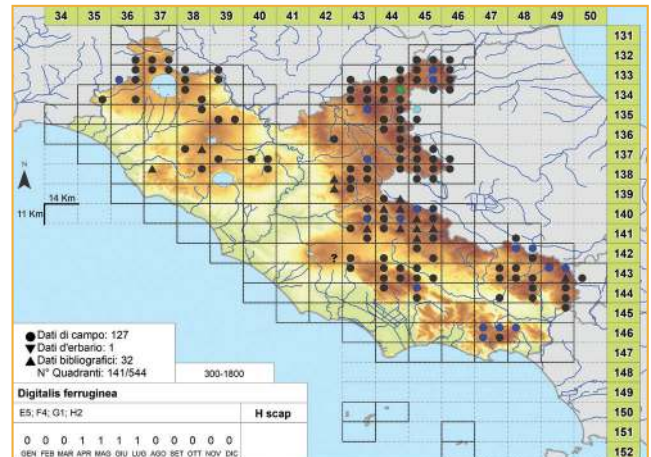 34 35 36 37 38 39 40 41 42 43 44 45 46 47 48 49 50
131
132
133
134
135
136
137
138
139
140
141
142
143
144
145
146
147
148
149
150
151
152
N
14 Km
11 Km
?
Dati di campo: 127
Dati d'erbario: 1
Dati bibliografici: 32
N° Quadranti: 141/544
300-1800
Digitalis ferruginea
E5; F4; G1; H2
H scap
0 0 0 1 1 1 1 0 0 0 0 0
GEN FEB MAR APR MAG GIU LUG AGO SET OTT NOV DIC